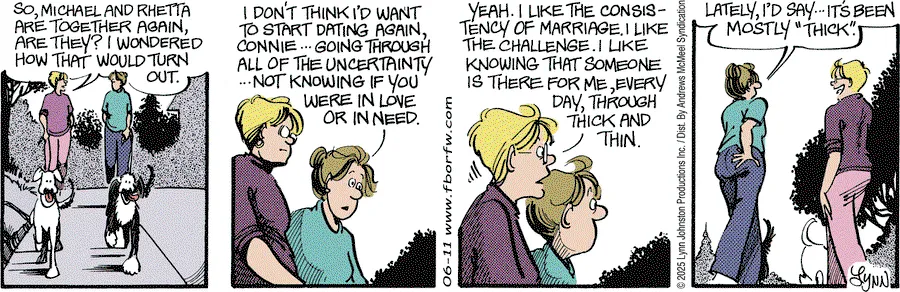 SO, MICHAEL AND RHETTA
ARE TOGETHER AGAIN,
ARE THEY? I WONDERED
HOW THAT WOULD TURN
OUT.
I DON'T THINK I'D WANT
TO START DATING AGAIN,
CONNIE...GOING THROUGH
ALL OF THE UNCERTAINTY
...NOT KNOWING IF YOU
WERE IN LOVE
OR IN NEED.
06-11 www.fborfw.com
YEAH. I LIKE THE CONSIS-
TENCY OF MARRIAGE. I LIKE
THE CHALLENGE. I LIKE
KNOWING THAT SOMEONE
IS THERE FOR ME, EVERY
DAY, THROUGH
THICK AND
THIN.
© 2025 Lynn Johnston Productions Inc. / Dist. By Andrews McMeel Syndication
LATELY, I'D SAY...IT'S BEEN
MOSTLY "THICK".
LYNN